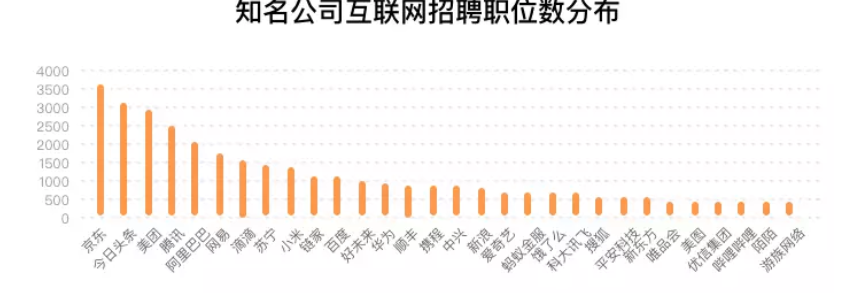 知名公司互联网招聘职位数分布
4000
3500
3000
2500
2000
1500
1000
500
0
京东
今日头条
美团
腾讯
阿里巴巴
网易
滴滴
苏宁
小米
链家
百度
好未来
华为
顺丰
携程
中兴
新浪
爱奇艺
蚂蚁金服
饿了么
科大讯飞
搜狐
平安科技
新东方
唯品会
美图
优信集团
哔哩哔哩
陌陌
游族网络